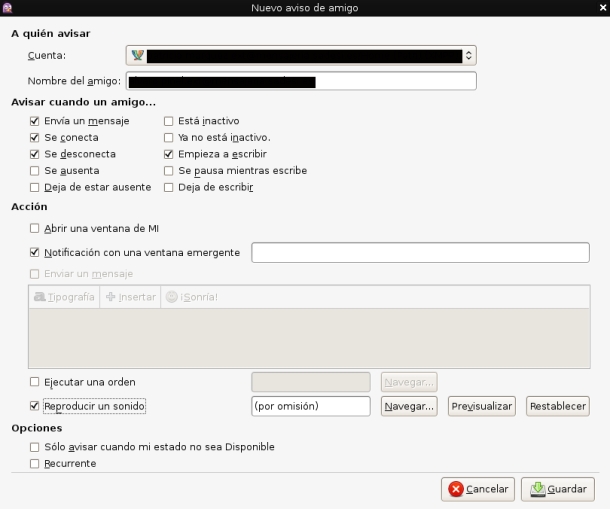 Nuevo aviso de amigo
A quién avisar
Cuenta:
Nombre del amigo:
Avisar cuando un amigo...
Envía un mensaje
Está inactivo
Se conecta
Ya no está inactivo.
Se desconecta
Empieza a escribir
Se ausenta
Se pausa mientras escribe
Deja de estar ausente
Deja de escribir
Acción
Abrir una ventana de MI
Notificación con una ventana emergente
Enviar un mensaje
Tipografía Insertar ¡Sonría!
Ejecutar una orden Navegar...
Reproducir un sonido (por omisión) Navegar... Previsualizar Restablecer
Opciones
Sólo avisar cuando mi estado no sea Disponible
Recurrente
Cancelar Guardar